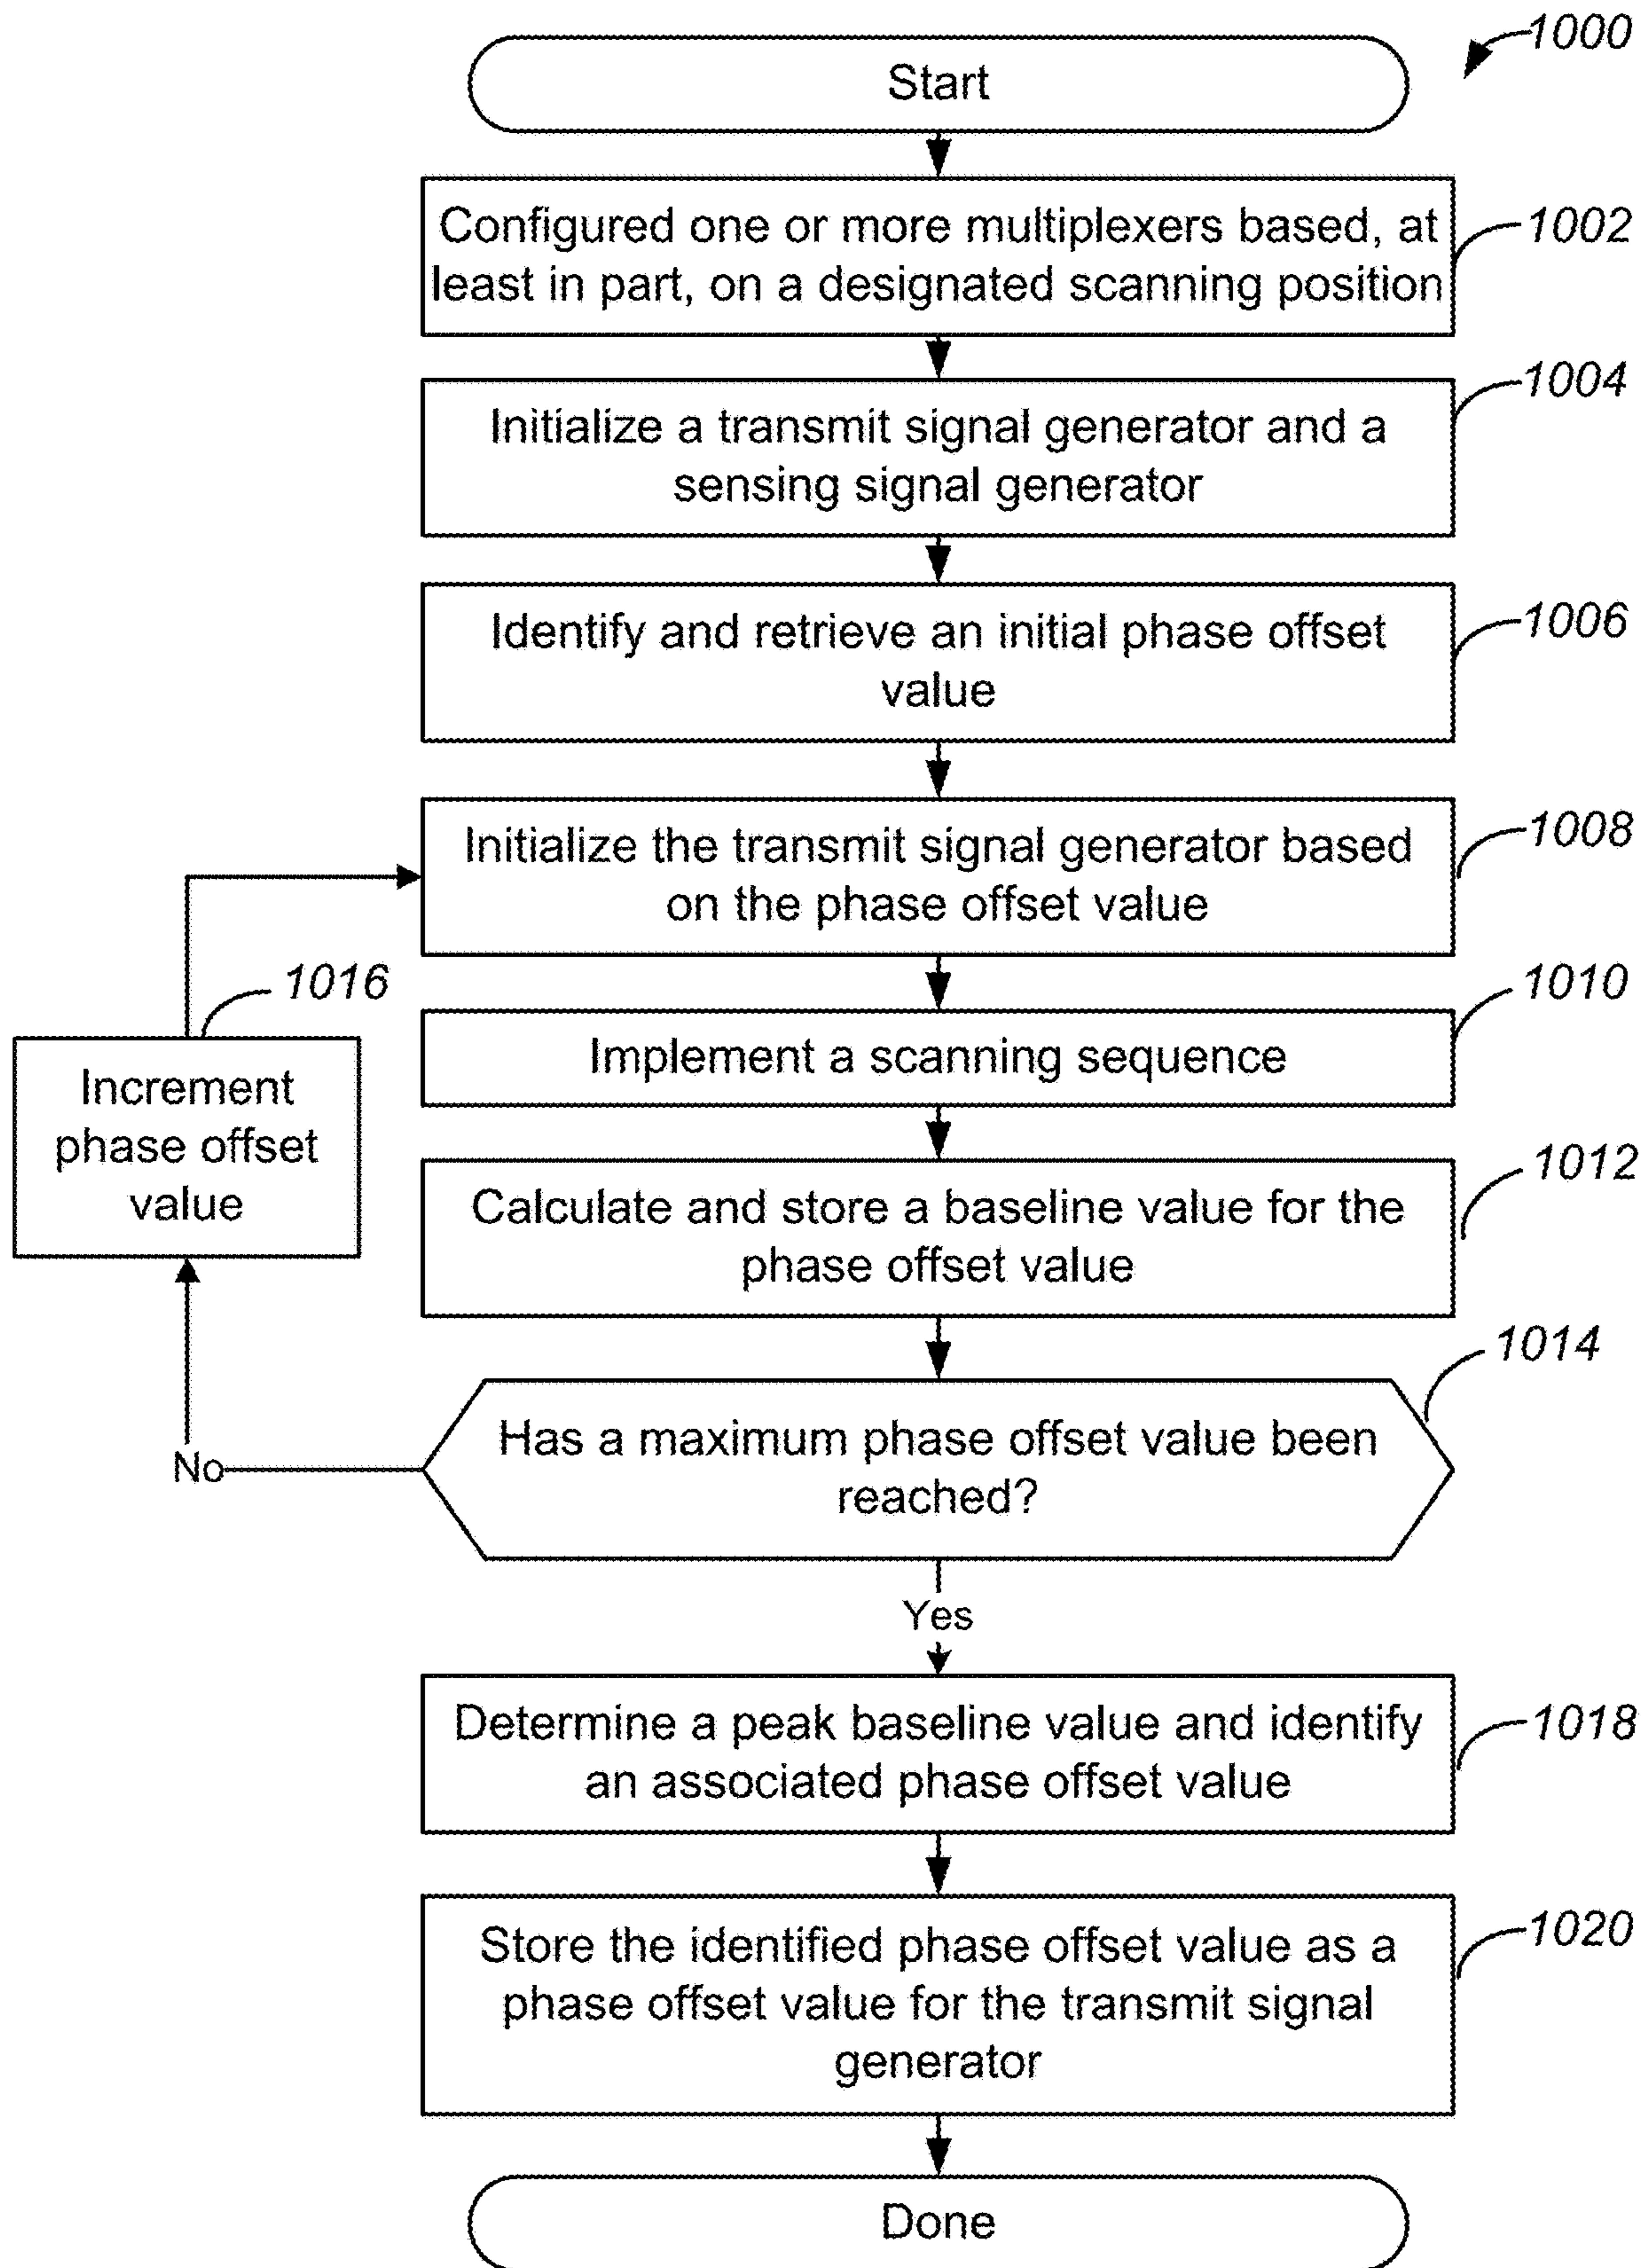 1000
Start
Configured one or more multiplexers based, at
least in part, on a designated scanning position
1002
Initialize a transmit signal generator and a
sensing signal generator
1004
Identify and retrieve an initial phase offset
value
1006
Initialize the transmit signal generator based
on the phase offset value
1008
1016
Increment
phase offset
value
Implement a scanning sequence
1010
Calculate and store a baseline value for the
phase offset value
1012
Has a maximum phase offset value been
reached?
1014
No
Yes
Determine a peak baseline value and identify
an associated phase offset value
1018
Store the identified phase offset value as a
phase offset value for the transmit signal
generator
1020
Done